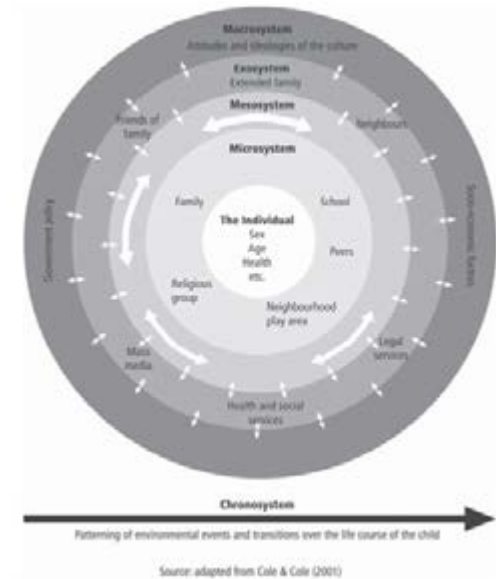 Macrosystem
Attitudes and ideologies of the culture
Exosystem
Extended family
Mesosystem
Friends of
family
Neighbours
Microsystem
Family
School
The Individual
Sex
Age
Health
etc.
Peers
Religious
group
Neighbourhood
play area
Government policy
Socio-economic factors
Mass
media
Legal
services
Health and social
services
Chronosystem
Patterning of environmental events and transitions over the life course of the child
Source: adapted from Cole & Cole (2001)